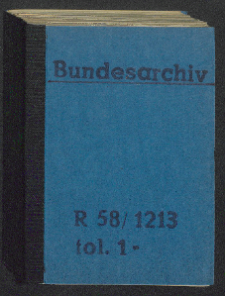 Bundesarchiv
R 58/1213
fol. 1-